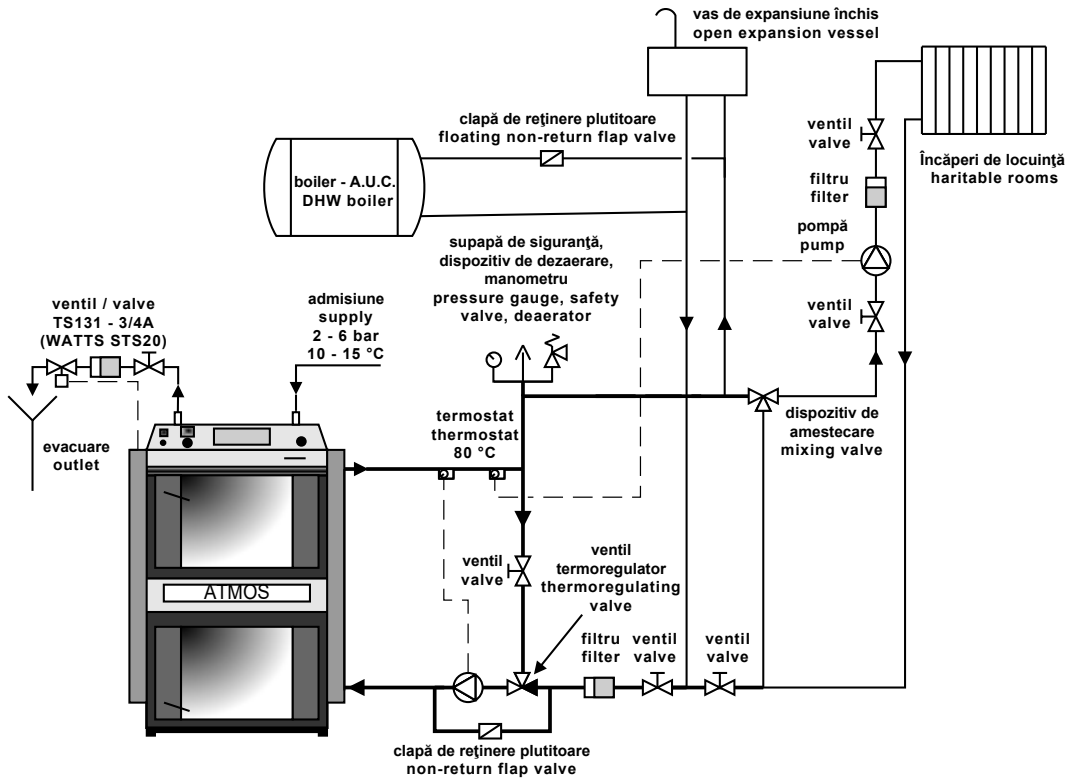 vas de expansiune închis
open expansion vessel
clapă de reţinere plutitoare
floating non-return flap valve
ventil
valve
Încăperi de locuinţă
haritable rooms
boiler - A.U.C.
DHW boiler
filtru
filter
pompă
pump
supapă de siguranţă,
dispozitiv de dezaerare,
manometru
pressure gauge, safety
valve, deaerator
ventil / valve
TS131 - 3/4A
(WATTS STS20)
admisiune
supply
2 - 6 bar
10 - 15 °C
ventil
valve
termostat
thermostat
80 °C
dispozitiv de
amestecare
mixing valve
evacuare
outlet
ventil
valve
ventil
termoregulator
thermoregulating
valve
ATMOS
filtru
filter
ventil
valve
ventil
valve
clapă de reţinere plutitoare
non-return flap valve